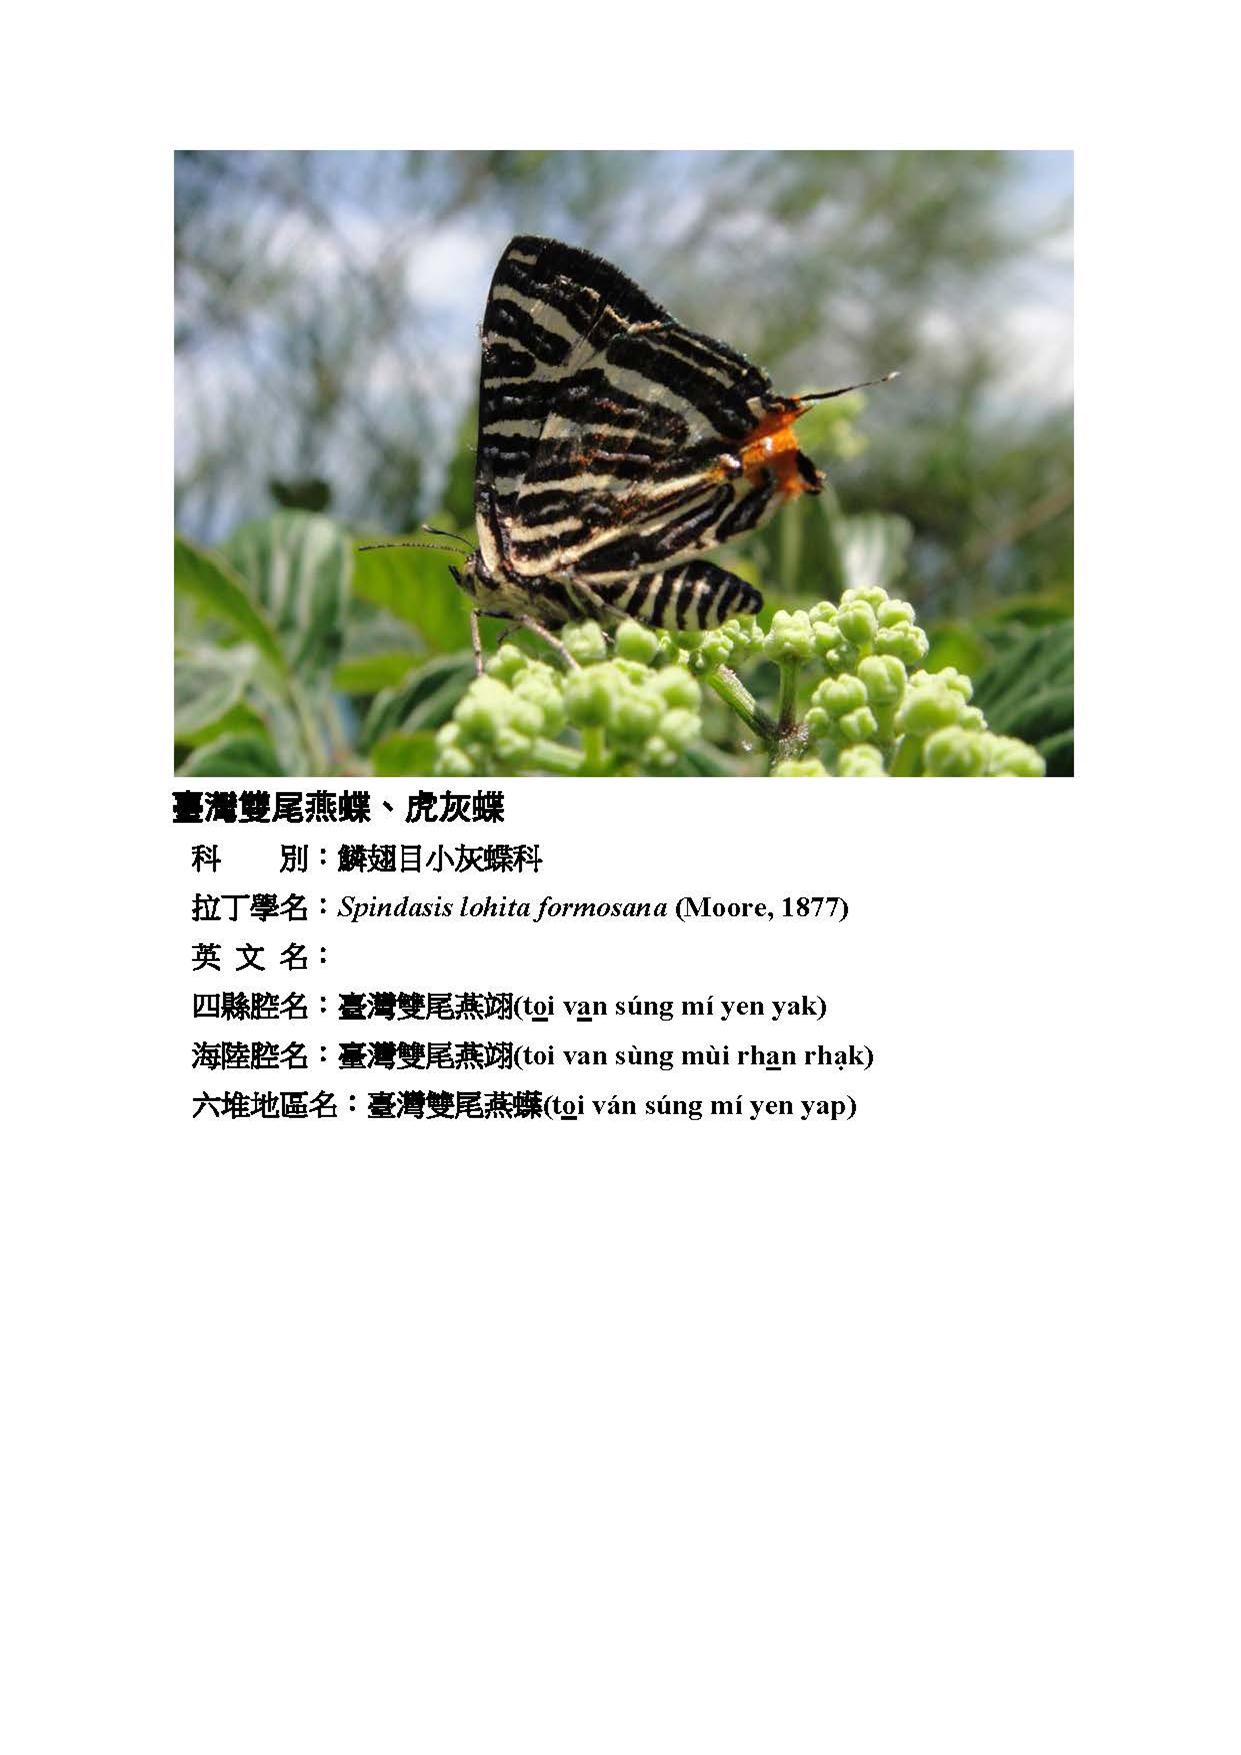 臺灣雙尾燕蝶、虎灰蝶
科　　別：鱗翅目小灰蝶科
拉丁學名：Spindasis lohita formosana (Moore, 1877)
英 文 名：
四縣腔名：臺灣雙尾燕翊(to̲i va̲n súng mí yen yak)
海陸腔名：臺灣雙尾燕翊(toi van sùng mùi rha̲n rhạk)
六堆地區名：臺灣雙尾燕蝶(to̲i ván súng mí yen yap)